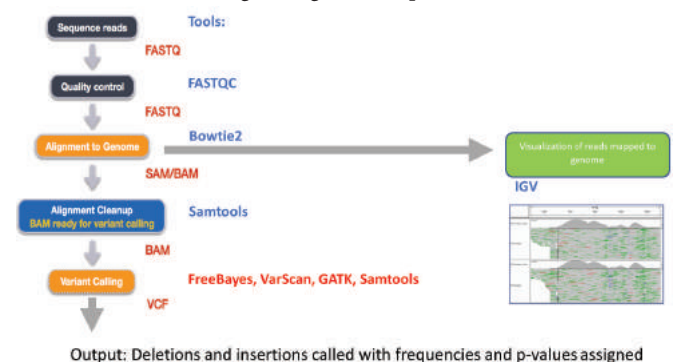 Sequence reads
Tools:
FASTQ
Quality control
FASTQC
FASTQ
Alignment to Genome
Bowtie2
Visualization of reads mapped to
genome
SAM/BAM
IGV
Alignment Cleanup
BAM ready for variant calling
Samtools
BAM
Variant Calling
FreeBayes, VarScan, GATK, Samtools
VCF
Output: Deletions and insertions called with frequencies and p-values assigned